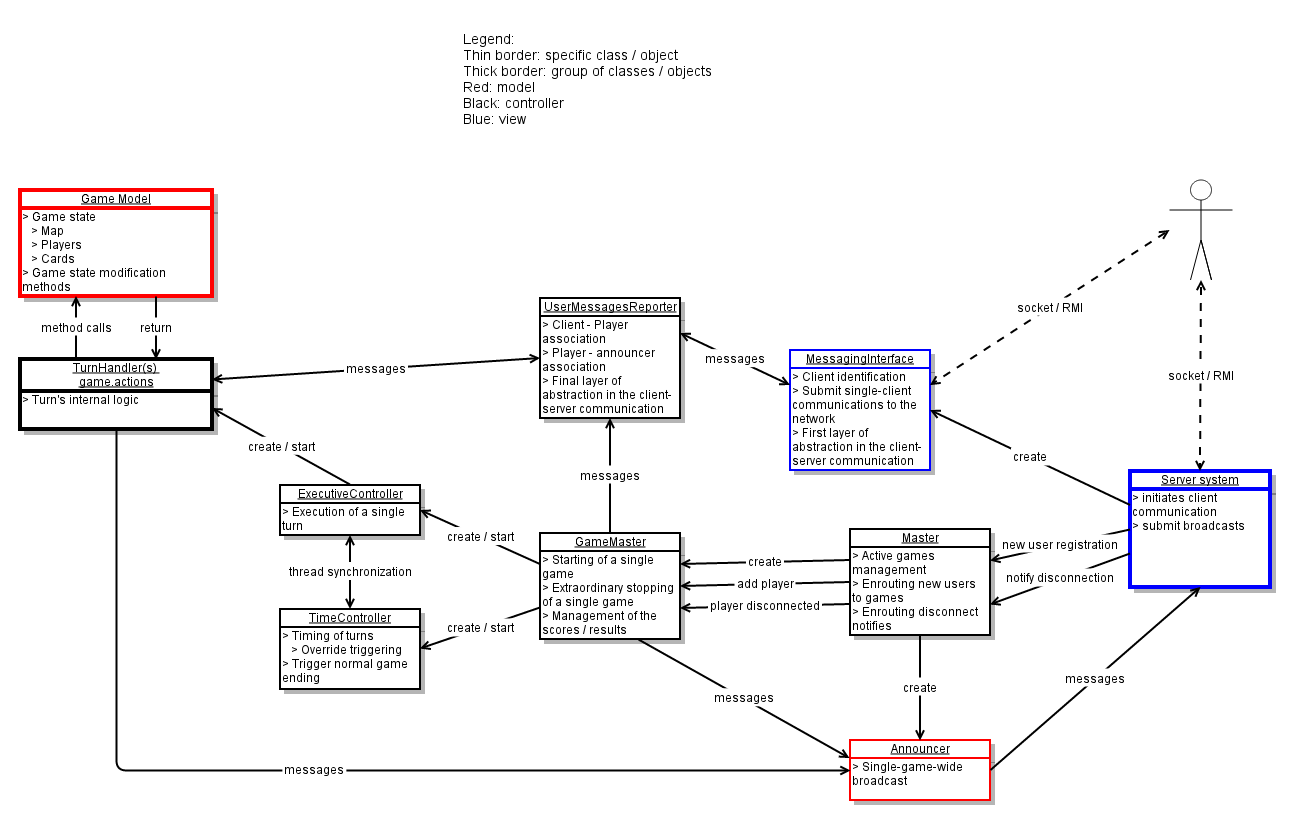 Legend:
Thin border: specific class / object
Thick border: group of classes / objects
Red: model
Black: controller
Blue: view
Game Model
> Game state
> Map
> Players
> Cards
> Game state modification
methods
method calls
return
TurnHandler(s)
game.actions
> Turn's internal logic
messages
UserMessagesReporter
> Client - Player
association
> Player - announcer
association
> Final layer of
abstraction in the client-
server communication
messages
MessagingInterface
> Client identification
> Submit single-client
communications to the
network
> First layer of
abstraction in the client-
server communication
socket / RMI
socket / RMI
create
Server system
> initiates client
communication
> submit broadcasts
create / start
ExecutiveController
> Execution of a single
turn
thread synchronization
TimeController
> Timing of turns
> Override triggering
> Trigger normal game
ending
create / start
create / start
messages
GameMaster
> Starting of a single
game
> Extraordinary stopping
of a single game
> Management of the
scores / results
create
add player
player disconnected
Master
> Active games
management
> Enrouting new users
to games
> Enrouting disconnect
notifies
new user registration
notify disconnection
messages
create
messages
Announcer
> Single-game-wide
broadcast
messages